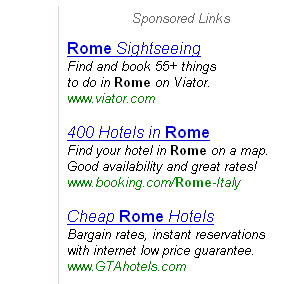 Sponsored Links
Rome Sightseeing
Find and book 55+ things
to do in Rome on Viator.
www.viator.com
400 Hotels in Rome
Find your hotel in Rome on a map.
Good availability and great rates!
www.booking.com/Rome-Italy
Cheap Rome Hotels
Bargain rates, instant reservations
with internet low price guarantee.
www.GTAhotels.com